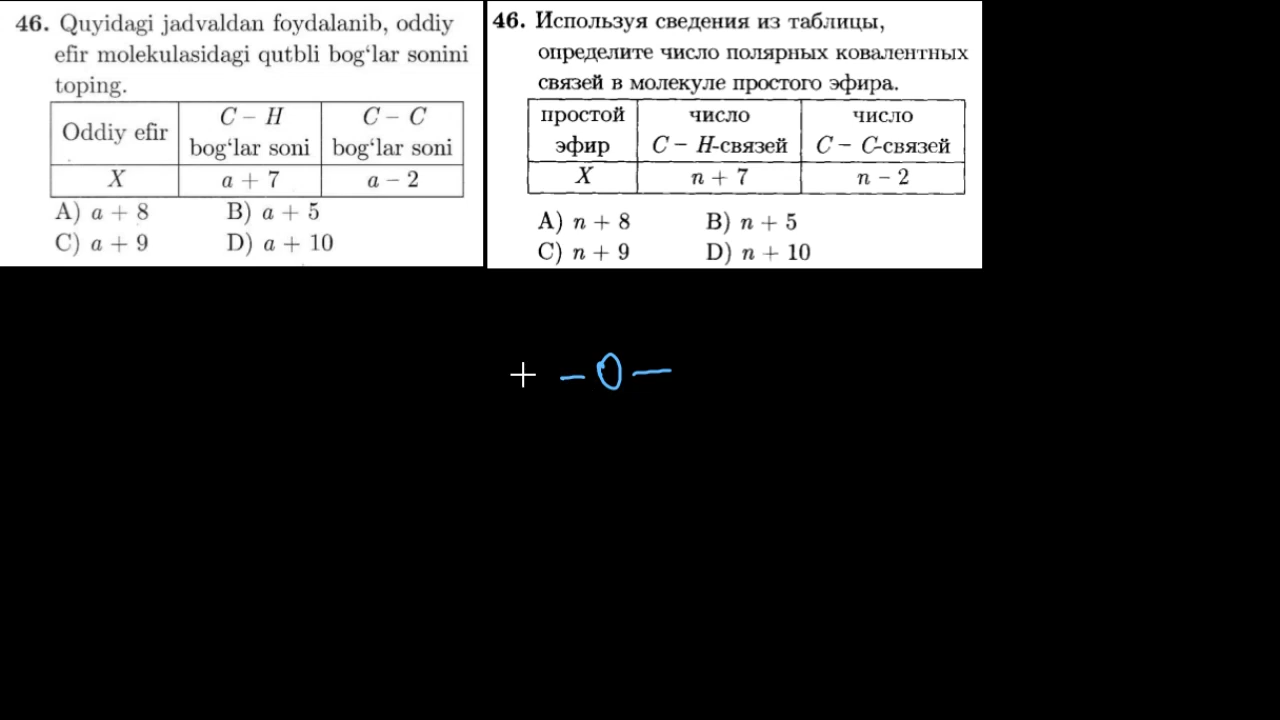 46. Quyidagi jadvaldan foydalanib, oddiy
efir molekulasidagi qutbli bog‘lar sonini
toping.
Oddiy efir
C – H
bog‘lar soni
C – C
bog‘lar soni
X
a + 7
a – 2
A) a + 8 B) a + 5
C) a + 9 D) a + 10
46. Используя сведения из таблицы,
определите число полярных ковалентных
связей в молекуле простого эфира.
простой
эфир
число
C – H-связей
число
C – C-связей
X
n + 7
n – 2
A) n + 8 B) n + 5
C) n + 9 D) n + 10
– O –